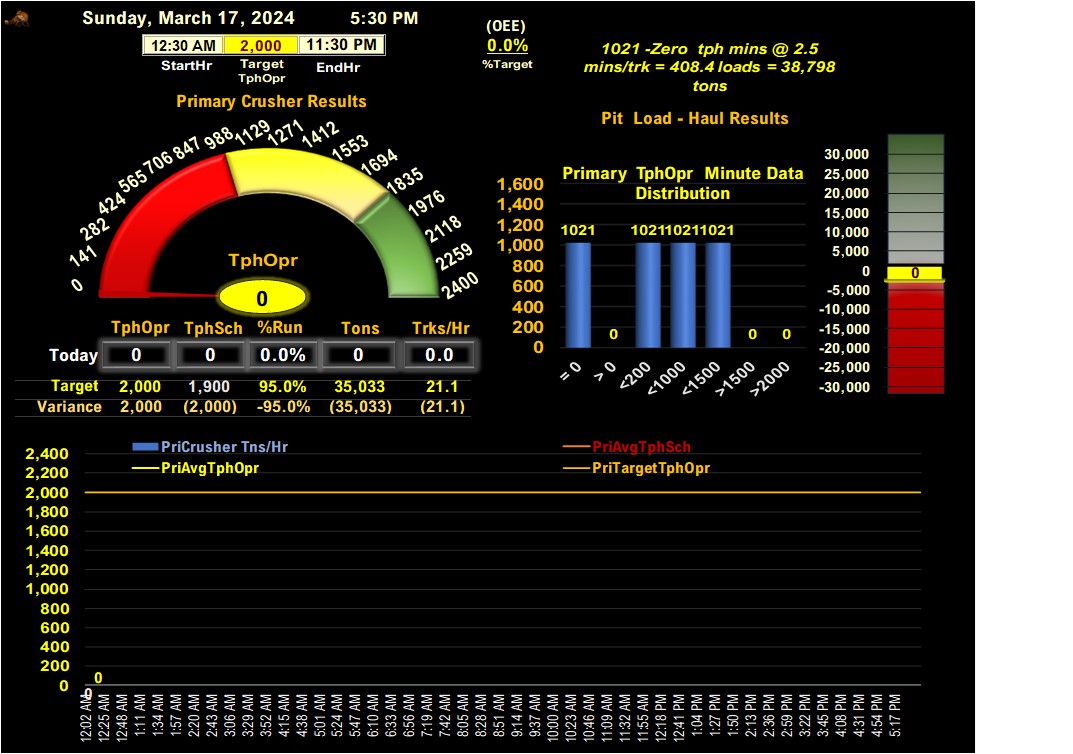 Sunday, March 17, 2024 5:30 PM
12:30 AM 2,000 11:30 PM
StartHr Target TphOpr EndHr
(OEE)
0.0%
%Target
1021 -Zero tph mins @ 2.5
mins/trk = 408.4 loads = 38,798
tons
Primary Crusher Results
0 141 282 424 565 706 847 988 1129 1271 1412 1553 1694 1835 1976 2118 2259 2400
TphOpr
0
TphOpr TphSch %Run Tons Trks/Hr
Today 0 0 0.0% 0 0.0
Target 2,000 1,900 95.0% 35,033 21.1
Variance 2,000 (2,000) -95.0% (35,033) (21.1)
Pit Load - Haul Results
Primary TphOpr Minute Data
Distribution
1,600
1,400
1,200
1,000
800
600
400
200
0
1021 0 1021 1021 1021 0 0
= 0 > 0 <200 <1000 <1500 >1500 >2000
30,000
25,000
20,000
15,000
10,000
5,000
0 0
-5,000
-10,000
-15,000
-20,000
-25,000
-30,000
PriCrusher Tns/Hr PriAvgTphSch
PriAvgTphOpr PriTargetTphOpr
2,400
2,200
2,000
1,800
1,600
1,400
1,200
1,000
800
600
400
200
0
0
0
12:02 AM 12:25 AM 12:48 AM 1:11 AM 1:34 AM 1:57 AM 2:20 AM 2:43 AM 3:06 AM 3:29 AM 3:52 AM 4:15 AM 4:38 AM 5:01 AM 5:24 AM 5:47 AM 6:10 AM 6:33 AM 6:56 AM 7:19 AM 7:42 AM 8:05 AM 8:28 AM 8:51 AM 9:14 AM 9:37 AM 10:00 AM 10:23 AM 10:46 AM 11:09 AM 11:32 AM 11:55 AM 12:18 PM 12:41 PM 1:04 PM 1:27 PM 1:50 PM 2:13 PM 2:36 PM 2:59 PM 3:22 PM 3:45 PM 4:08 PM 4:31 PM 4:54 PM 5:17 PM